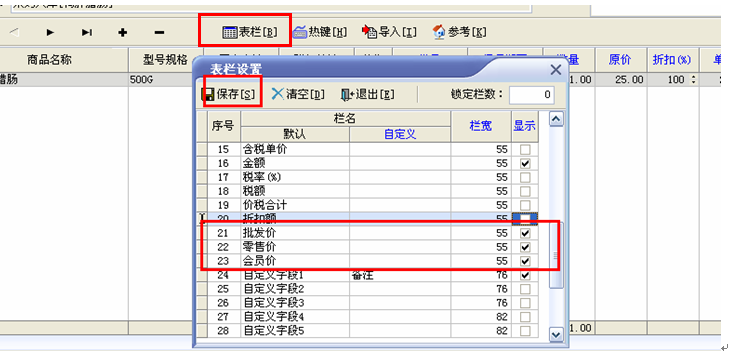 表栏[B] 热键[H] 导入[I] 参考[K]
商品名称 型号规格 数量 原价 折扣(%) 单
腊肠 500G 1.00 25.00 100
表栏设置
保存[S] 清空[D] 退出[E] 锁定栏数： 0
序号 栏名 栏宽 显示
默认 自定义
15 含税单价 55
16 金额 55
17 税率(%) 55
18 税额 55
19 价税合计 55
20 折扣额 55
21 批发价 55
22 零售价 55
23 会员价 55
24 自定义字段1 备注 76
25 自定义字段2 76
26 自定义字段3 76
27 自定义字段4 82
28 自定义字段5 82
1.00